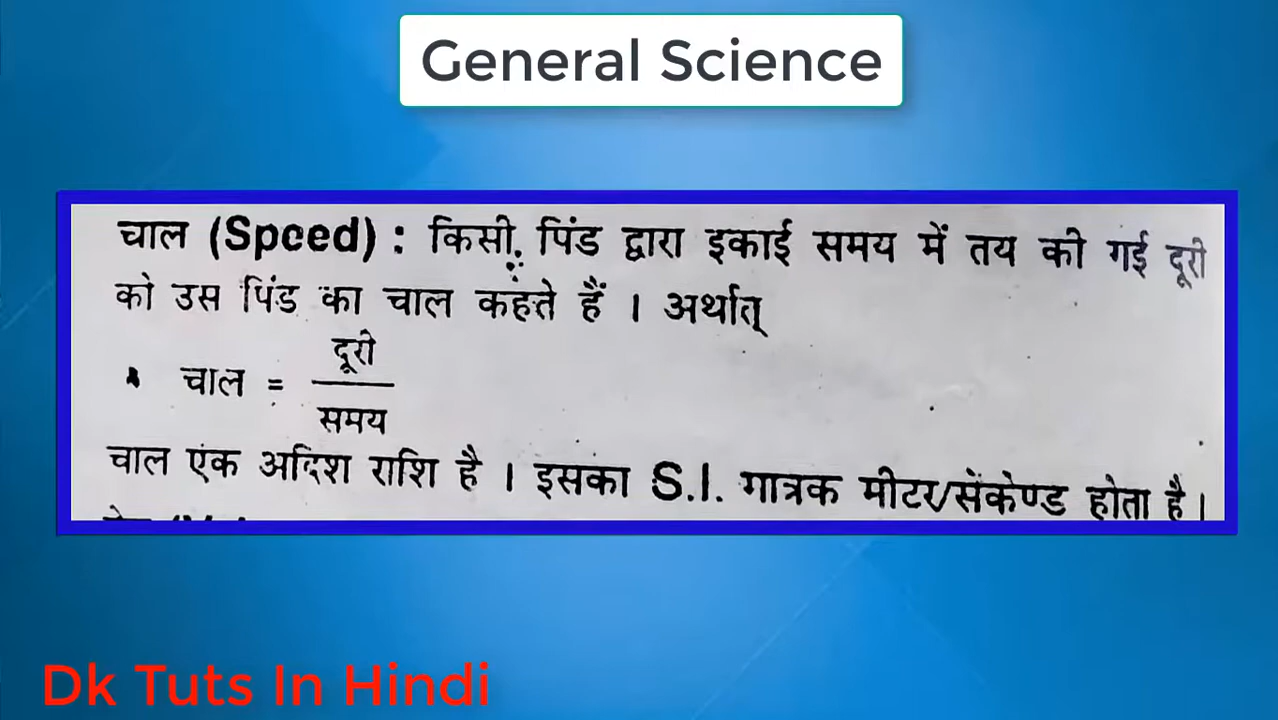 General Science
चाल (Speed) : किसी पिंड द्वारा इकाई समय में तय की गई दूरी
को उस पिंड का चाल कहते हैं । अर्थात्
चाल = दूरी
समय
चाल एक अदिश राशि है । इसका S.I. मात्रक मीटर/सेकेण्ड होता है।
Dk Tuts In Hindi